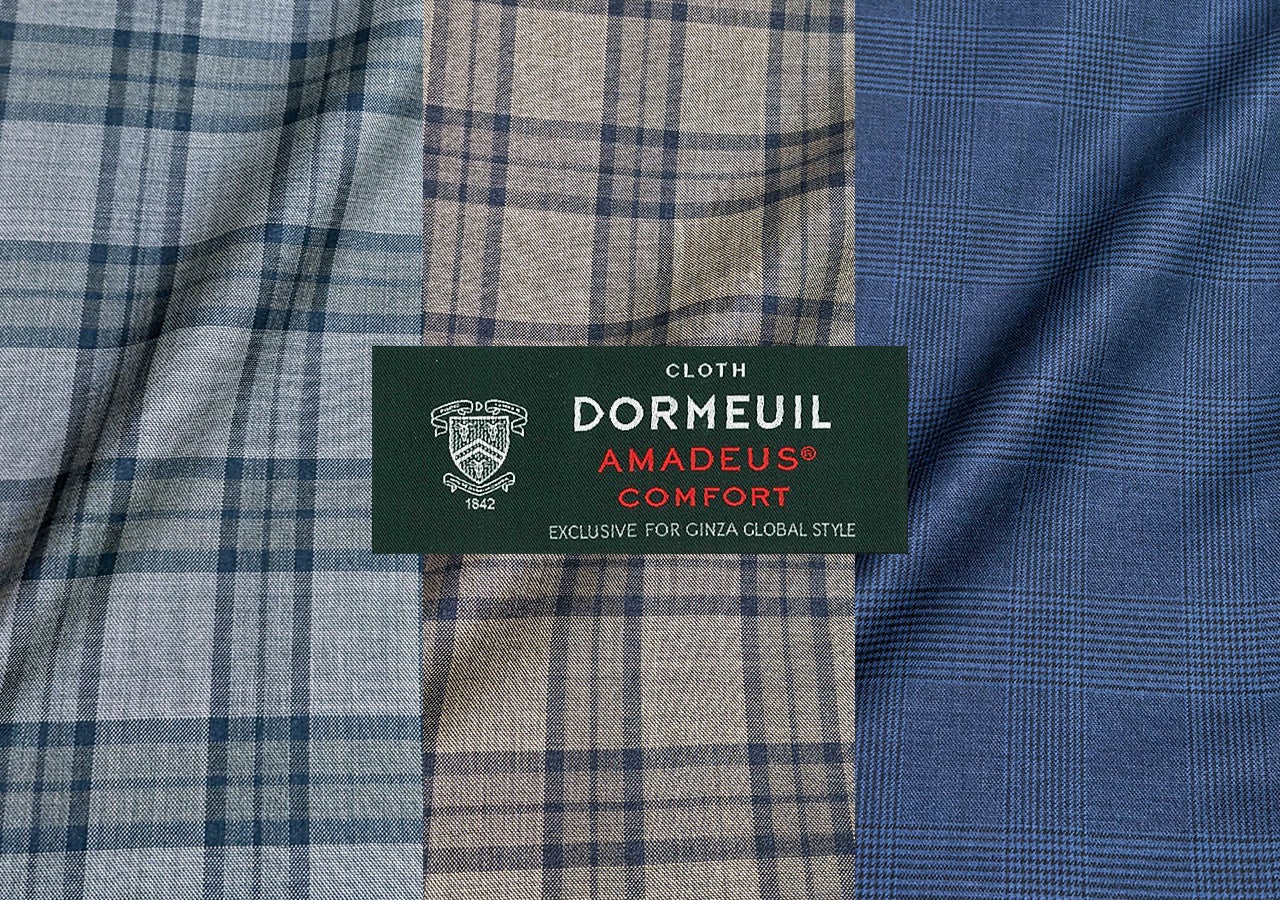 CLOTH
DORMEUIL
AMADEUS®
COMFORT
EXCLUSIVE FOR GINZA GLOBAL STYLE
D
1842